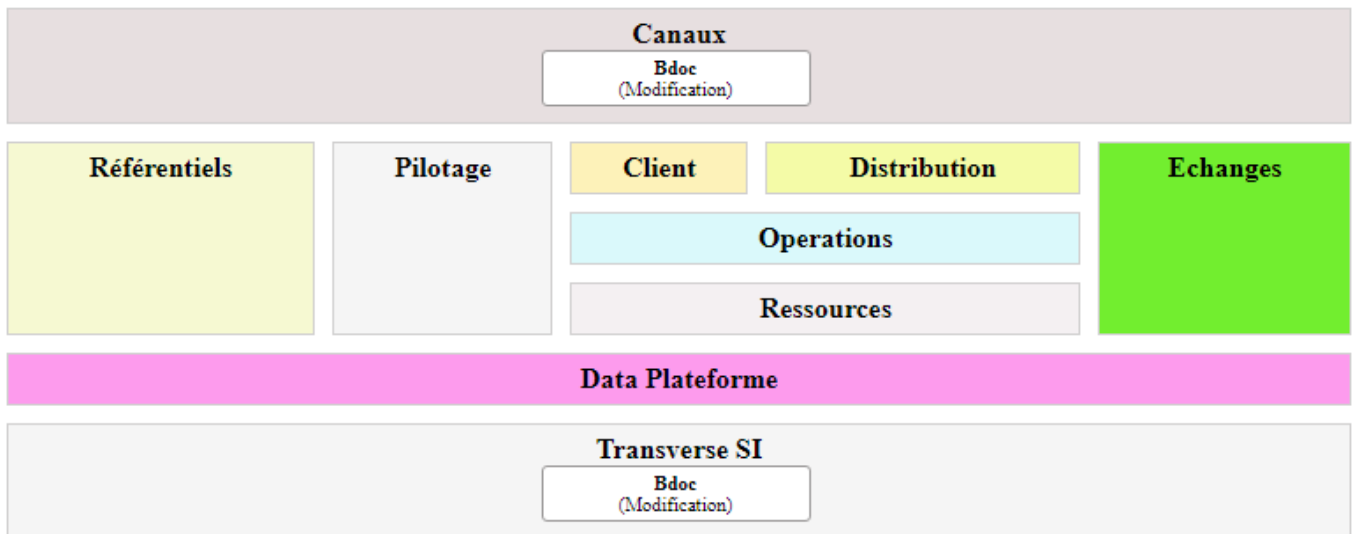 Canaux
Bdoc
(Modification)
Référentiels
Pilotage
Client
Distribution
Echanges
Operations
Ressources
Data Plateforme
Transverse SI
Bdoc
(Modification)